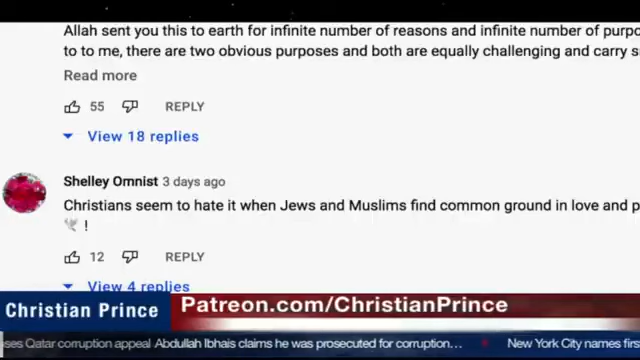 Allah sent you this to earth for infinite number of reasons and infinite number of
to to me, there are two obvious purposes and both are equally challenging and carry
Read more
55 REPLY
View 18 replies
Shelley Omnist 3 days ago
Christians seem to hate it when Jews and Muslims find common ground in love and
🕊 !
12 REPLY
View 4 replies
Christian Prince
Patreon.com/ChristianPrince
Qatar corruption appeal Abdullah Ibhais claims he was prosecuted for corruption... New York City names